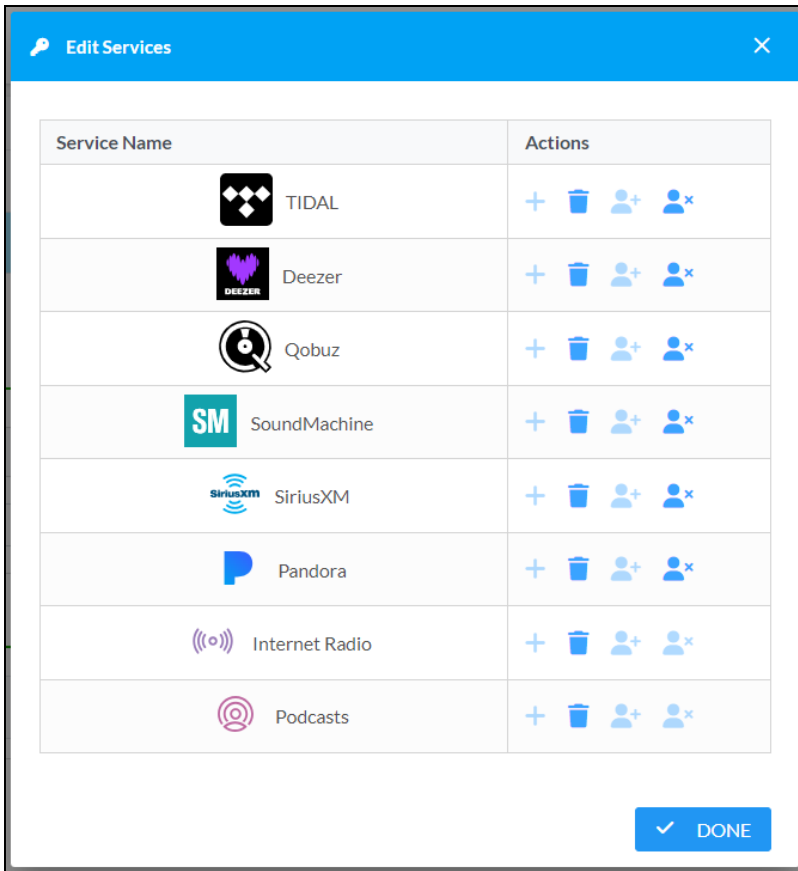 Edit Services
Service Name Actions
TIDAL
DEEZER Deezer
Qobuz
SM SoundMachine
SiriusXM SiriusXM
Pandora
Internet Radio
Podcasts
DONE